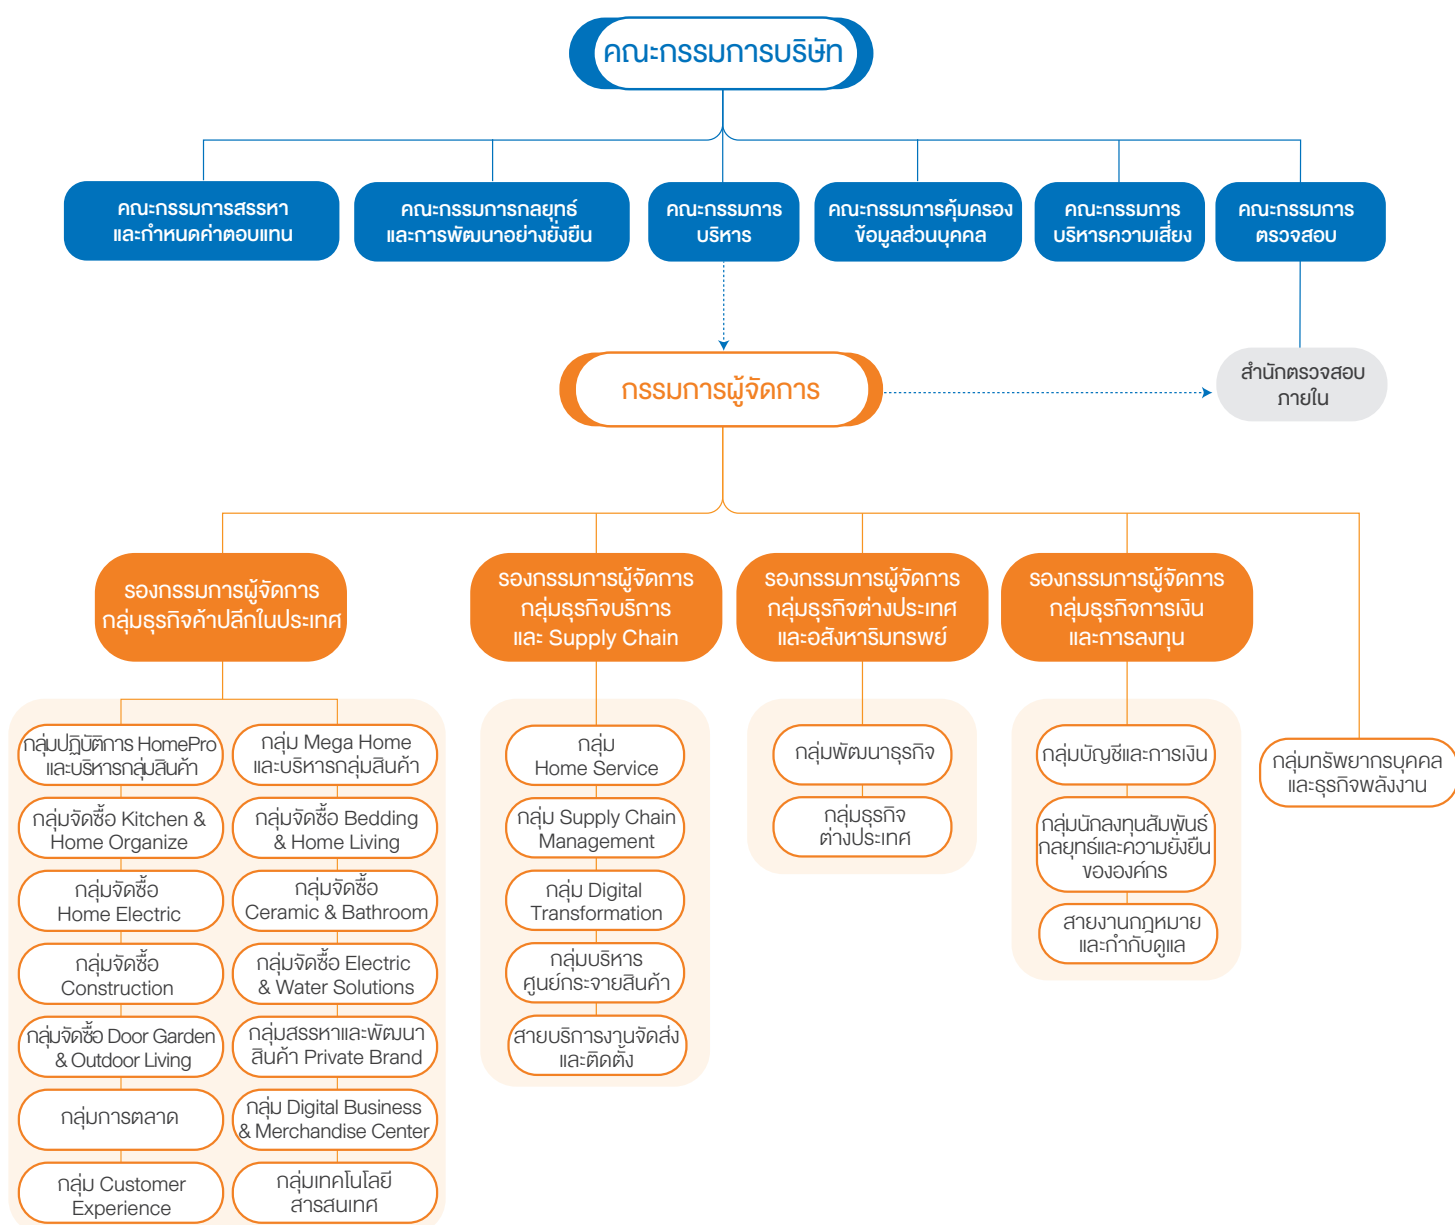 คณะกรรมการบริษัท
คณะกรรมการสรรหา
และกำหนดค่าตอบแทน
คณะกรรมการกลยุทธ์
และการพัฒนาอย่างยั่งยืน
คณะกรรมการ
บริหาร
คณะกรรมการคุ้มครอง
ข้อมูลส่วนบุคคล
คณะกรรมการ
บริหารความเสี่ยง
คณะกรรมการ
ตรวจสอบ
กรรมการผู้จัดการ
สำนักตรวจสอบ
ภายใน
รองกรรมการผู้จัดการ
กลุ่มธุรกิจค้าปลีกในประเทศ
รองกรรมการผู้จัดการ
กลุ่มธุรกิจบริการ
และ Supply Chain
รองกรรมการผู้จัดการ
กลุ่มธุรกิจต่างประเทศ
และอสังหาริมทรพย์
รองกรรมการผู้จัดการ
กลุ่มธุรกิจการเงิน
และการลงทุน
กลุ่มปฏิบัติการ HomePro
และบริหารกลุ่มสินค้า
กลุ่มจัดซื้อ Kitchen &
Home Organize
กลุ่มจัดซื้อ
Home Electric
กลุ่มจัดซื้อ
Construction
กลุ่มจัดซื้อ Door Garden
& Outdoor Living
กลุ่มการตลาด
กลุ่ม Customer
Experience
กลุ่ม Mega Home
และบริหารกลุ่มสินค้า
กลุ่มจัดซื้อ Bedding
& Home Living
กลุ่มจัดซื้อ
Ceramic & Bathroom
กลุ่มจัดซื้อ Electric
& Water Solutions
กลุ่มสรรหาและพัฒนา
สินค้า Private Brand
กลุ่ม Digital Business
& Merchandise Center
กลุ่มเทคโนโลยี
สารสนเทศ
กลุ่ม
Home Service
กลุ่ม Supply Chain
Management
กลุ่ม Digital
Transformation
กลุ่มบริหาร
ศูนย์กระจายสินค้า
สายบริการงานจัดส่ง
และติดตั้ง
กลุ่มพัฒนาธุรกิจ
กลุ่มธุรกิจ
ต่างประเทศ
กลุ่มบัญชีและการเงิน
กลุ่มนักลงทุนสัมพันธ์
กลยุทธ์และความยั่งยืน
ขององค์กร
สายงานกฎหมาย
และกำกับดูแล
กลุ่มทรัพยากรบุคคล
และธุรกิจพลังงาน